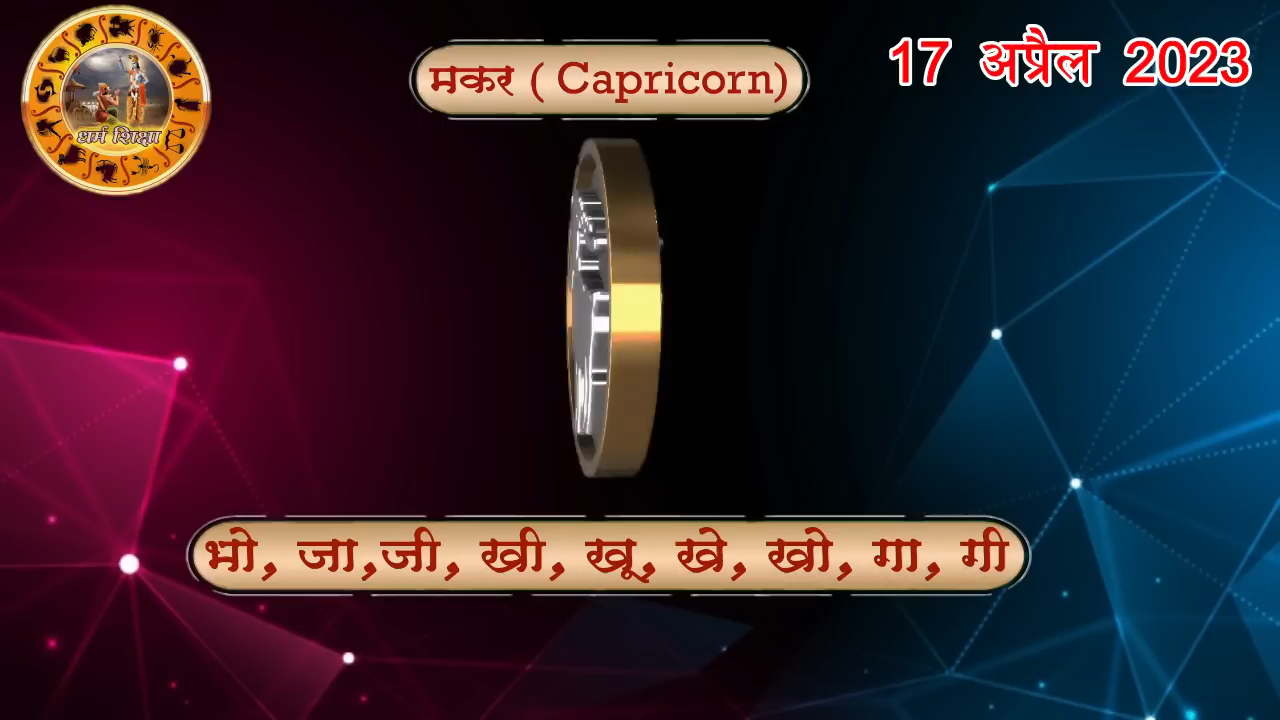 धर्म शिक्षा
मकर ( Capricorn)
17 अप्रैल 2023
भो, जा,जी, खी, खू, खे, खो, गा, गी